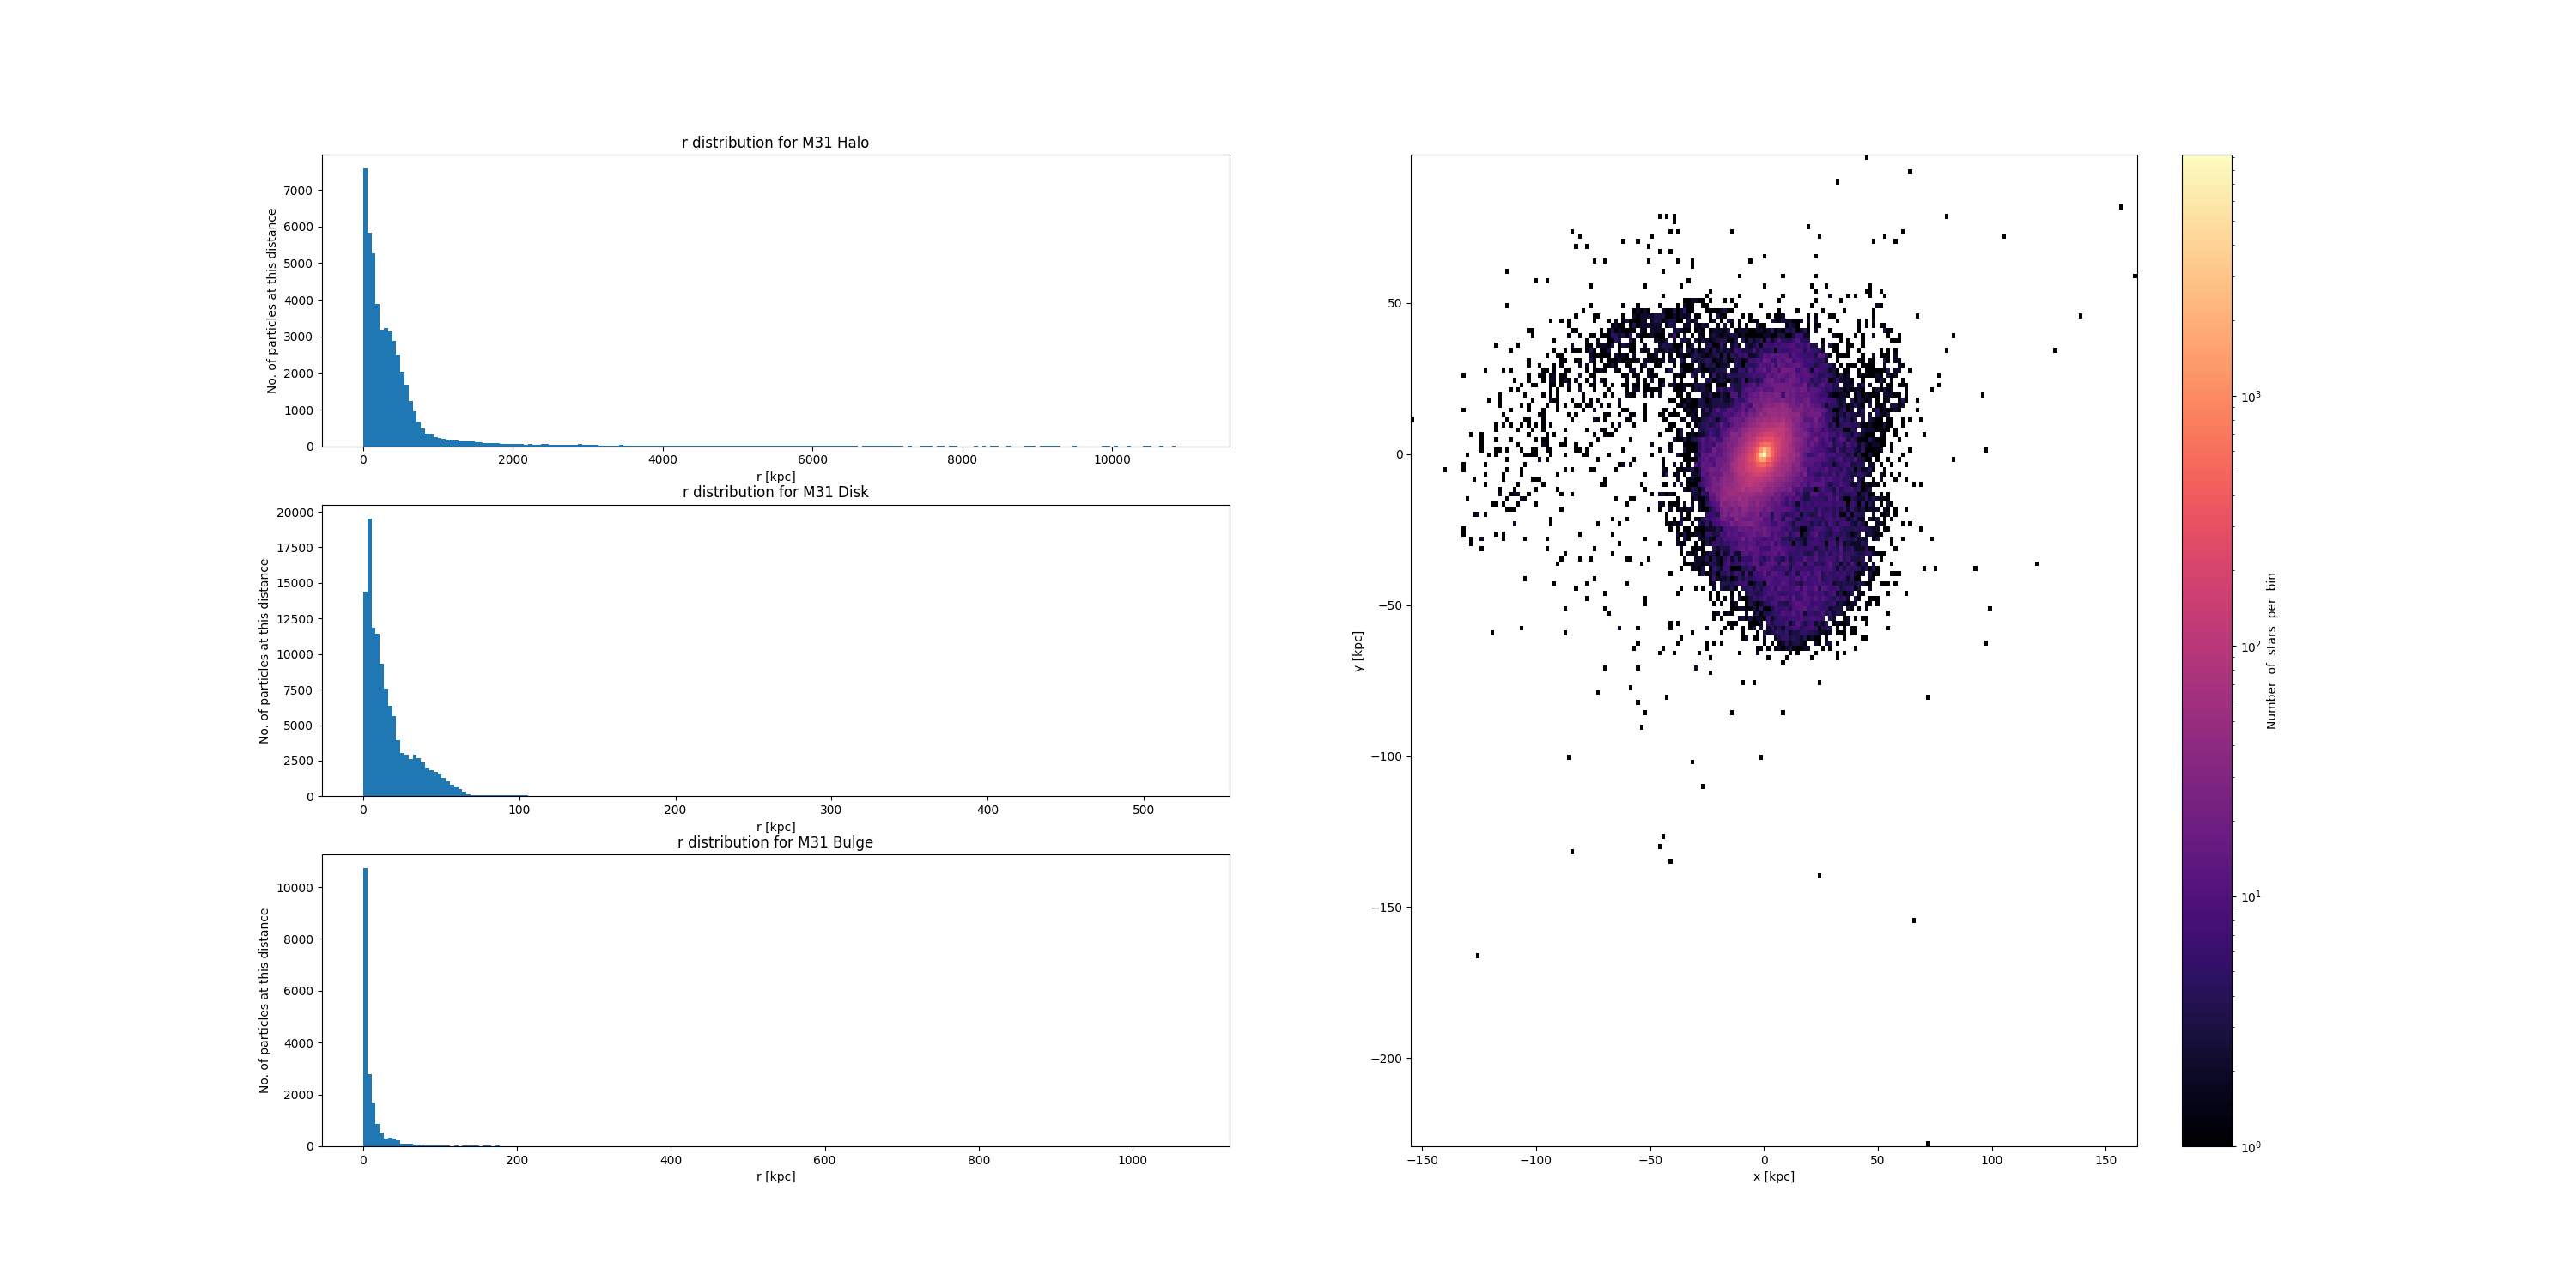 r distribution for M31 Halo
No. of particles at this distance
7000
6000
5000
4000
3000
2000
1000
0
0 2000 4000 6000 8000 10000
r [kpc]
r distribution for M31 Disk
No. of particles at this distance
20000
17500
15000
12500
10000
7500
5000
2500
0
0 100 200 300 400 500
r [kpc]
r distribution for M31 Bulge
No. of particles at this distance
10000
8000
6000
4000
2000
0
0 200 400 600 800 1000
r [kpc]
y [kpc]
50
0
−50
−100
−150
−200
−150 −100 −50 0 50 100 150
x [kpc]
10³
10²
10¹
10⁰
Number of stars per bin